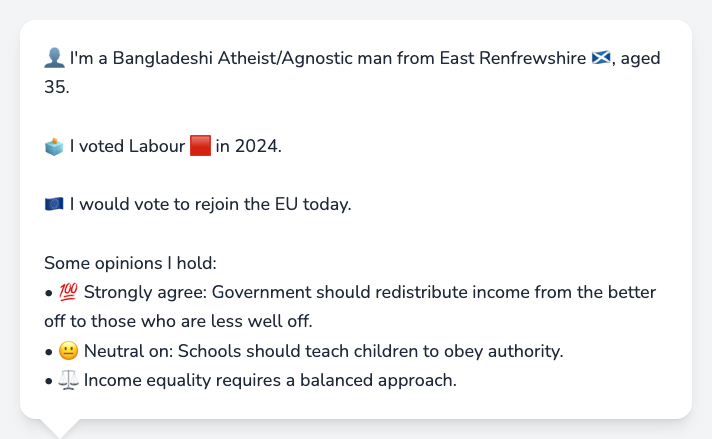 👤 I'm a Bangladeshi Atheist/Agnostic man from East Renfrewshire 🏴󠁧󠁢󠁳󠁣󠁴󠁿, aged
35.
🗳️ I voted Labour 🟥 in 2024.
🇪🇺 I would vote to rejoin the EU today.
Some opinions I hold:
• 💯 Strongly agree: Government should redistribute income from the better
off to those who are less well off.
• 😐 Neutral on: Schools should teach children to obey authority.
• ⚖️ Income equality requires a balanced approach.